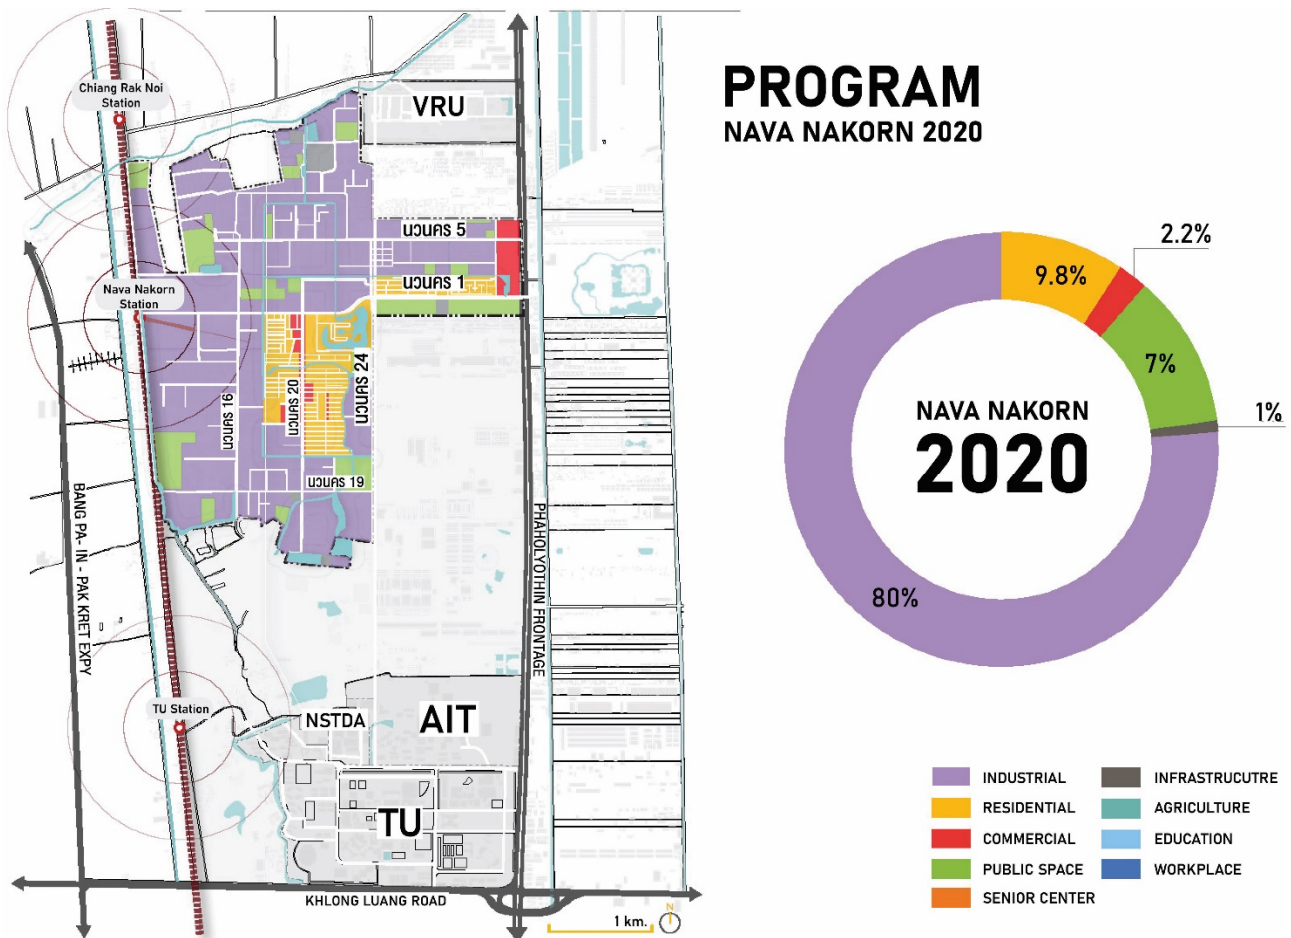 Chiang Rak Noi
Station
VRU
นวนคร 5
นวนคร 1
Nava Nakorn
Station
นวนคร 24
นวนคร 20
นวนคร 16
นวนคร 19
BANG PA- IN - PAK KRET EXPY
PHAHOLYOTHIN FRONTAGE
TU Station
NSTDA
AIT
TU
KHLONG LUANG ROAD
1 km.
N
PROGRAM
NAVA NAKORN 2020
2.2%
9.8%
7%
1%
80%
NAVA NAKORN
2020
INDUSTRIAL
RESIDENTIAL
COMMERCIAL
PUBLIC SPACE
SENIOR CENTER
INFRASTRUCUTRE
AGRICULTURE
EDUCATION
WORKPLACE